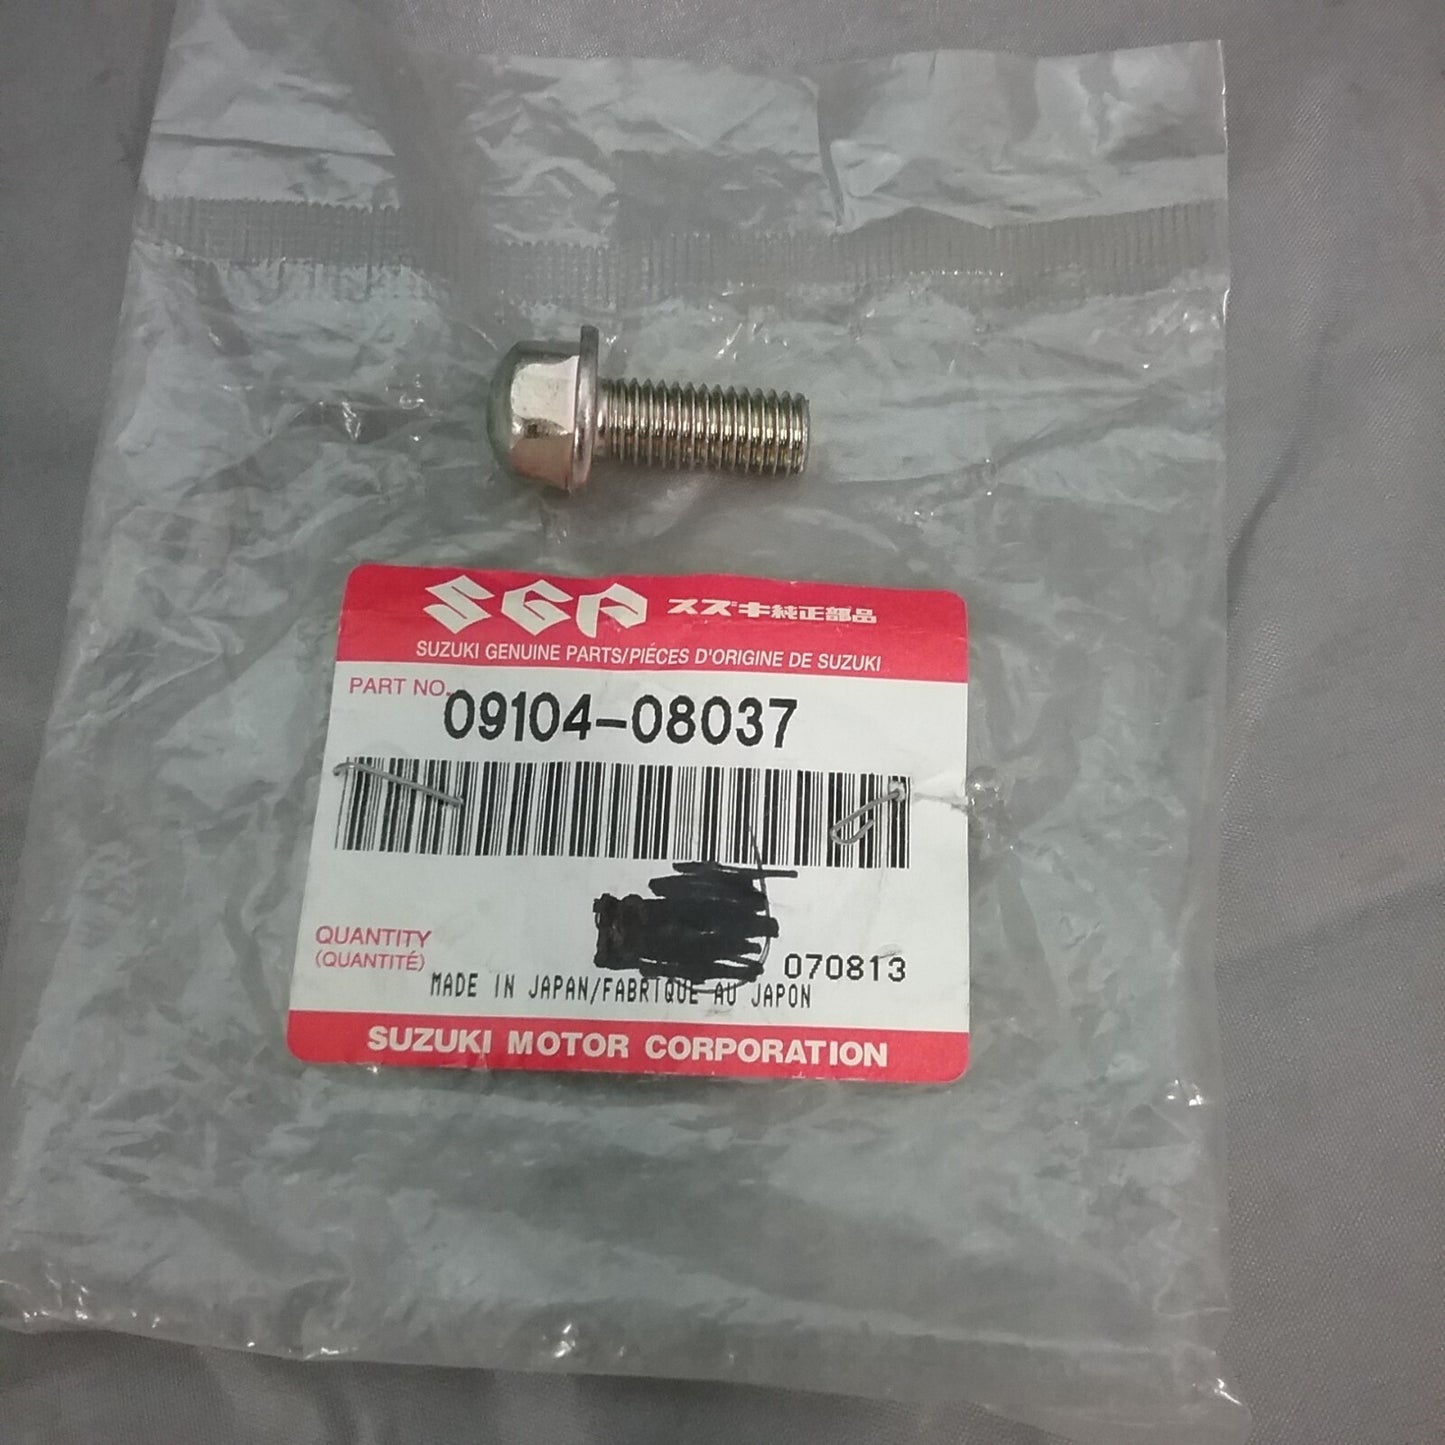 SGP スズキ純正部品
SUZUKI GENUINE PARTS/PIÉCES D'ORIGINE DE SUZUKI
PART NO. 09104-08037
QUANTITY
(QUANTITÉ)
070813
MADE IN JAPAN/FABRIQUE AU JAPON
SUZUKI MOTOR CORPORATION